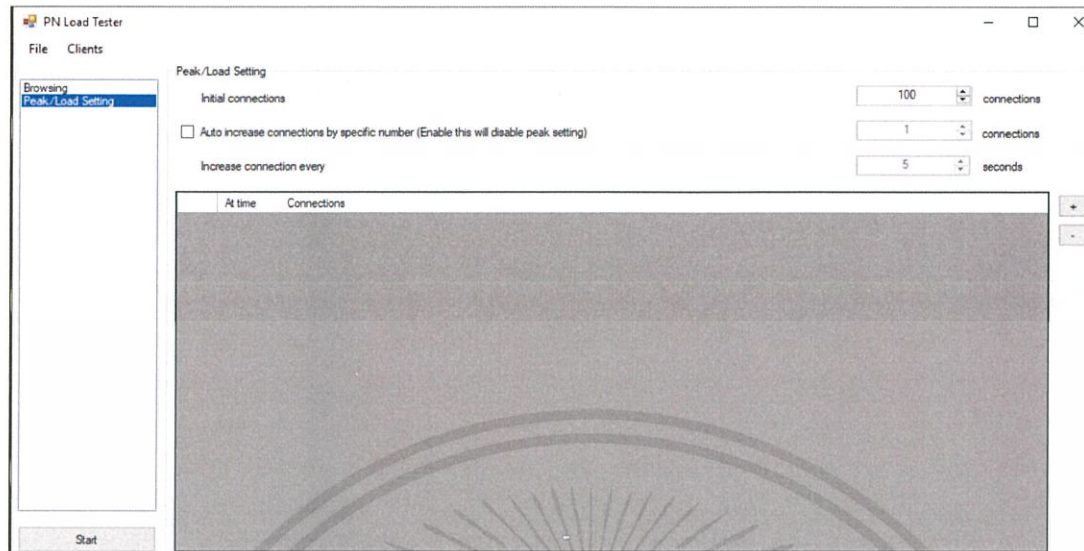 PN Load Tester
File Clients
Browsing
Peak/Load Setting
Peak/Load Setting
Initial connections 100 connections
Auto increase connections by specific number (Enable this will disable peak setting) 1 connections
Increase connection every 5 seconds
At time Connections
+
-
Start